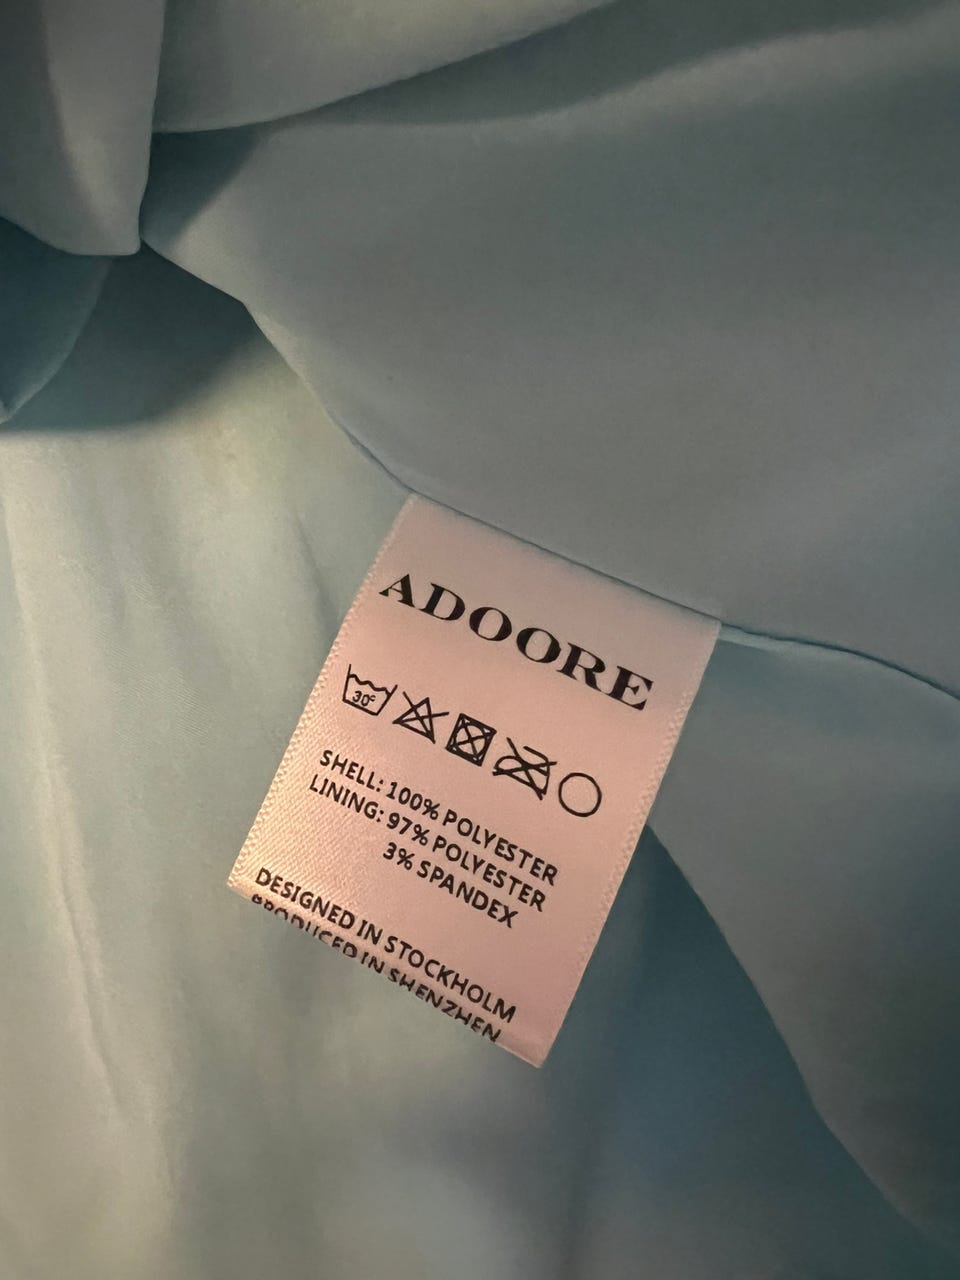 ADOORE
30°
SHELL: 100% POLYESTER
LINING: 97% POLYESTER
3% SPANDEX
DESIGNED IN STOCKHOLM
PRODUCED IN SHENZHEN